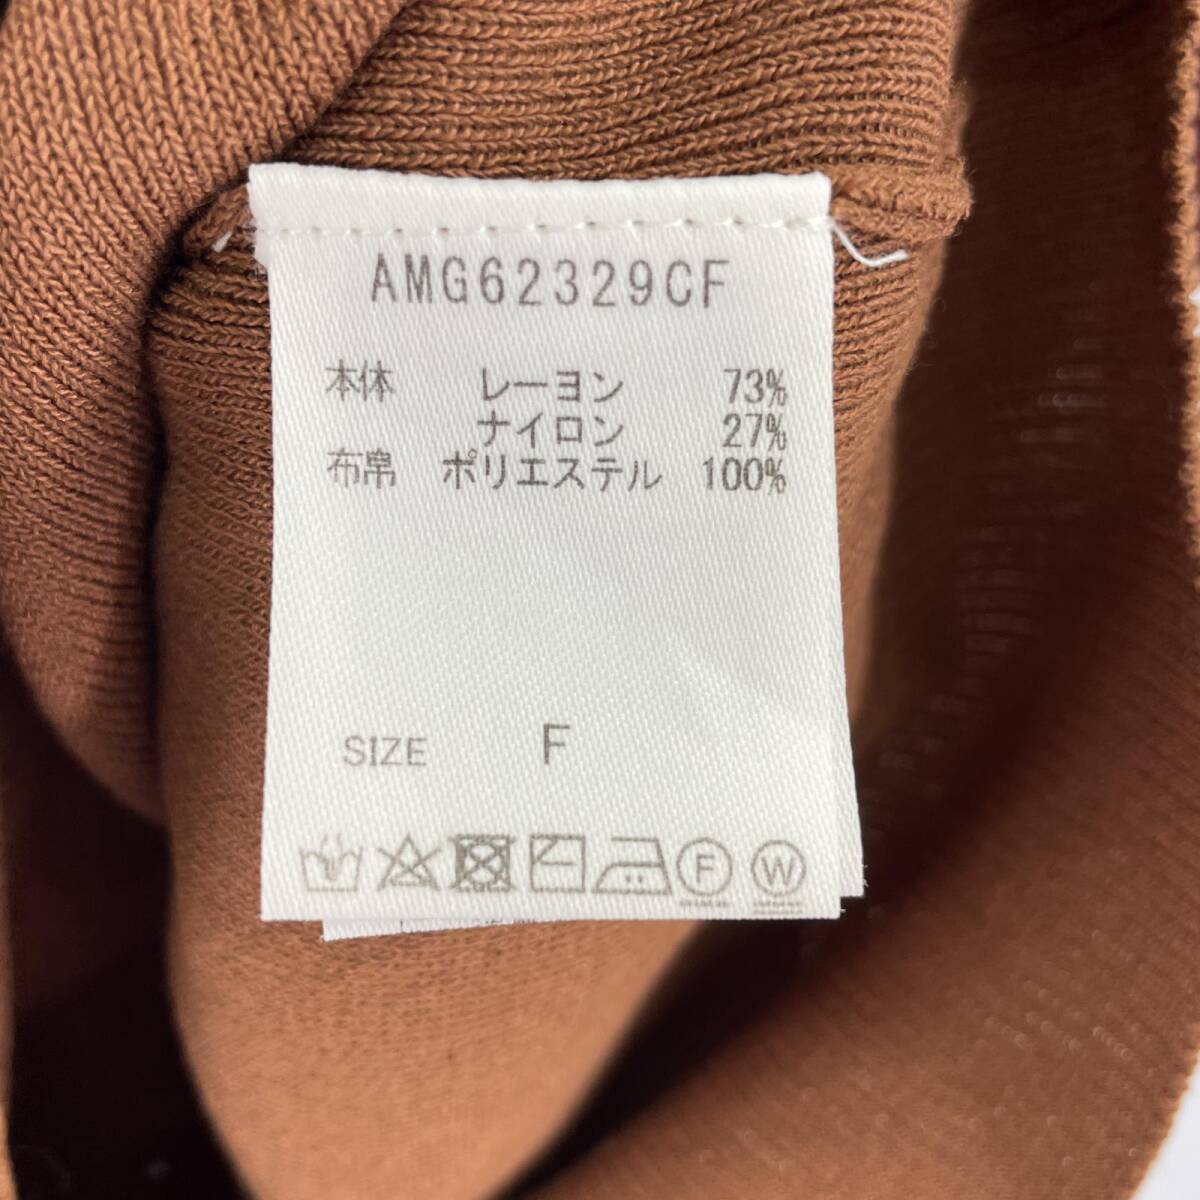 AMG62329CF
本体 レーヨン 73%
ナイロン 27%
布帛 ポリエステル 100%
SIZE F
F W